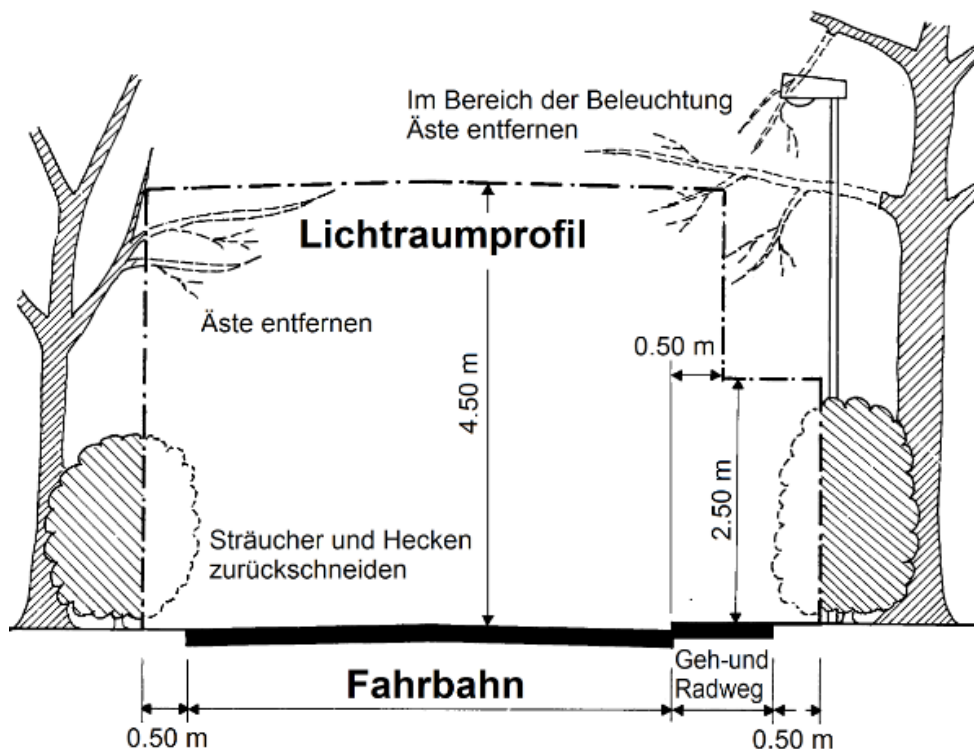 Im Bereich der Beleuchtung
Äste entfernen
Lichtraumprofil
Äste entfernen
0.50 m
4.50 m
2.50 m
Sträucher und Hecken
zurückschneiden
Geh-und
Radweg
Fahrbahn
0.50 m
0.50 m